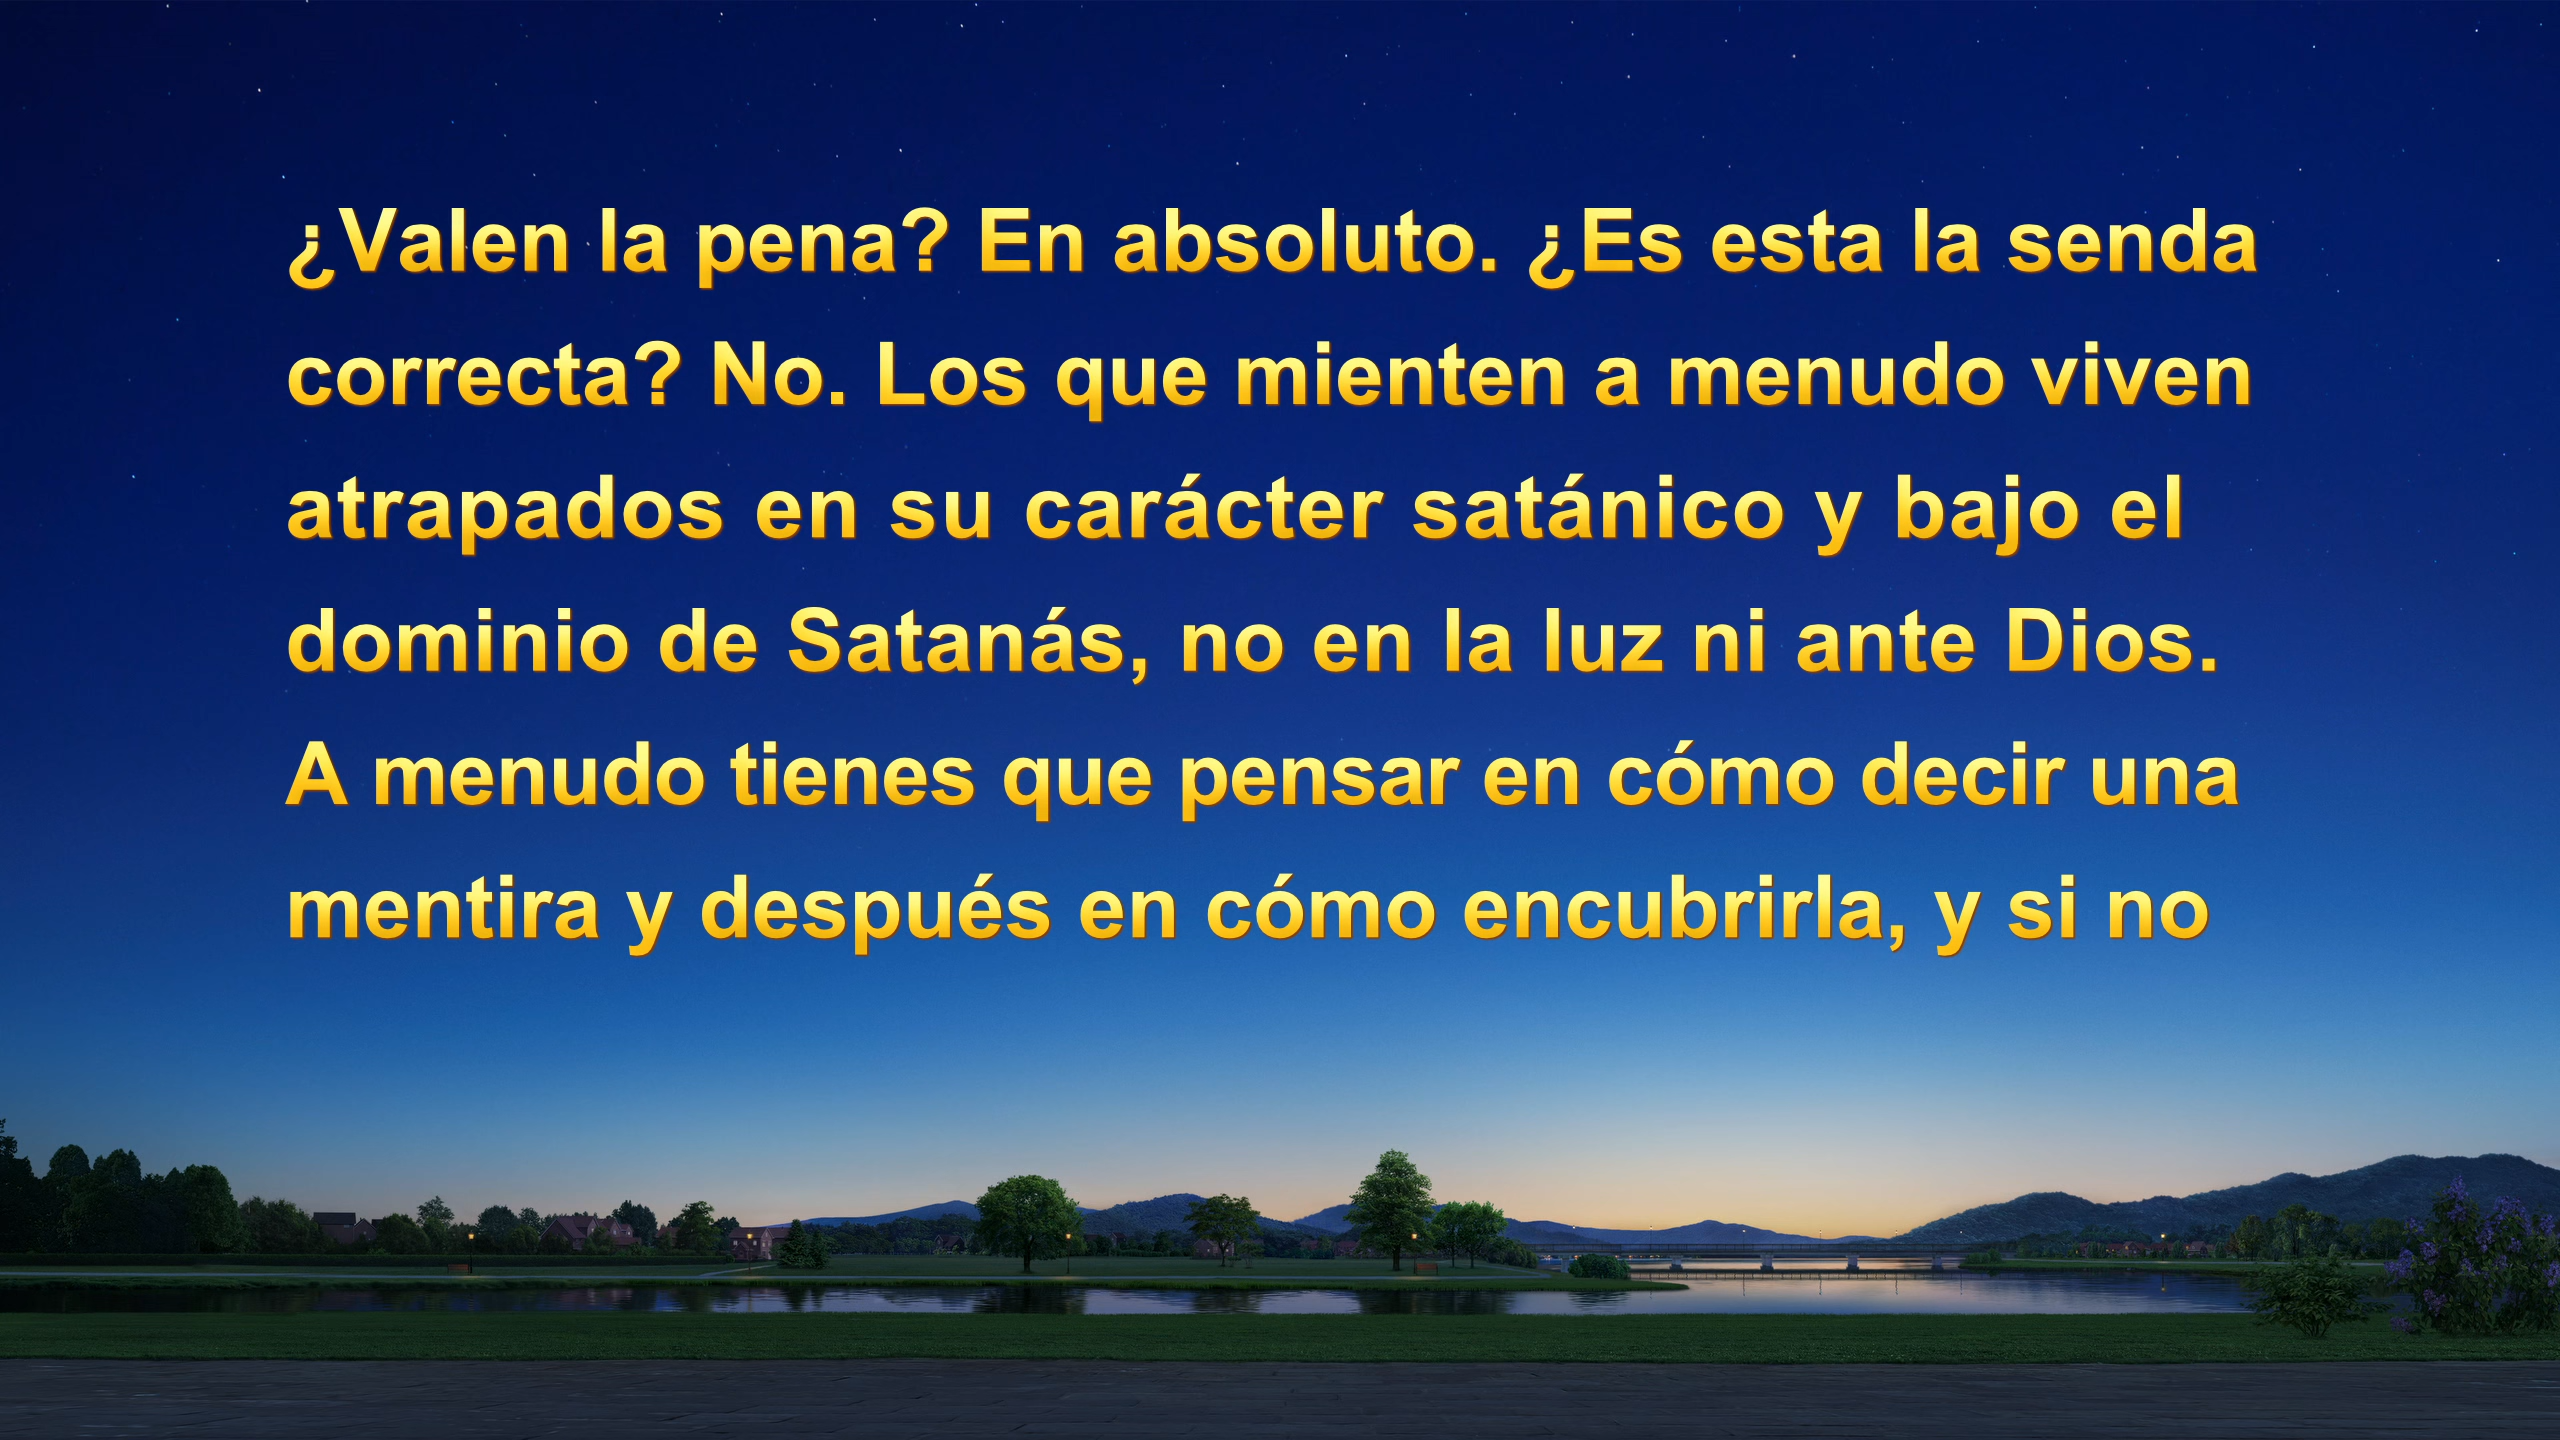 ¿Valen la pena? En absoluto. ¿Es esta la senda
correcta? No. Los que mienten a menudo viven
atrapados en su carácter satánico y bajo el
dominio de Satanás, no en la luz ni ante Dios.
A menudo tienes que pensar en cómo decir una
mentira y después en cómo encubrirla, y si no